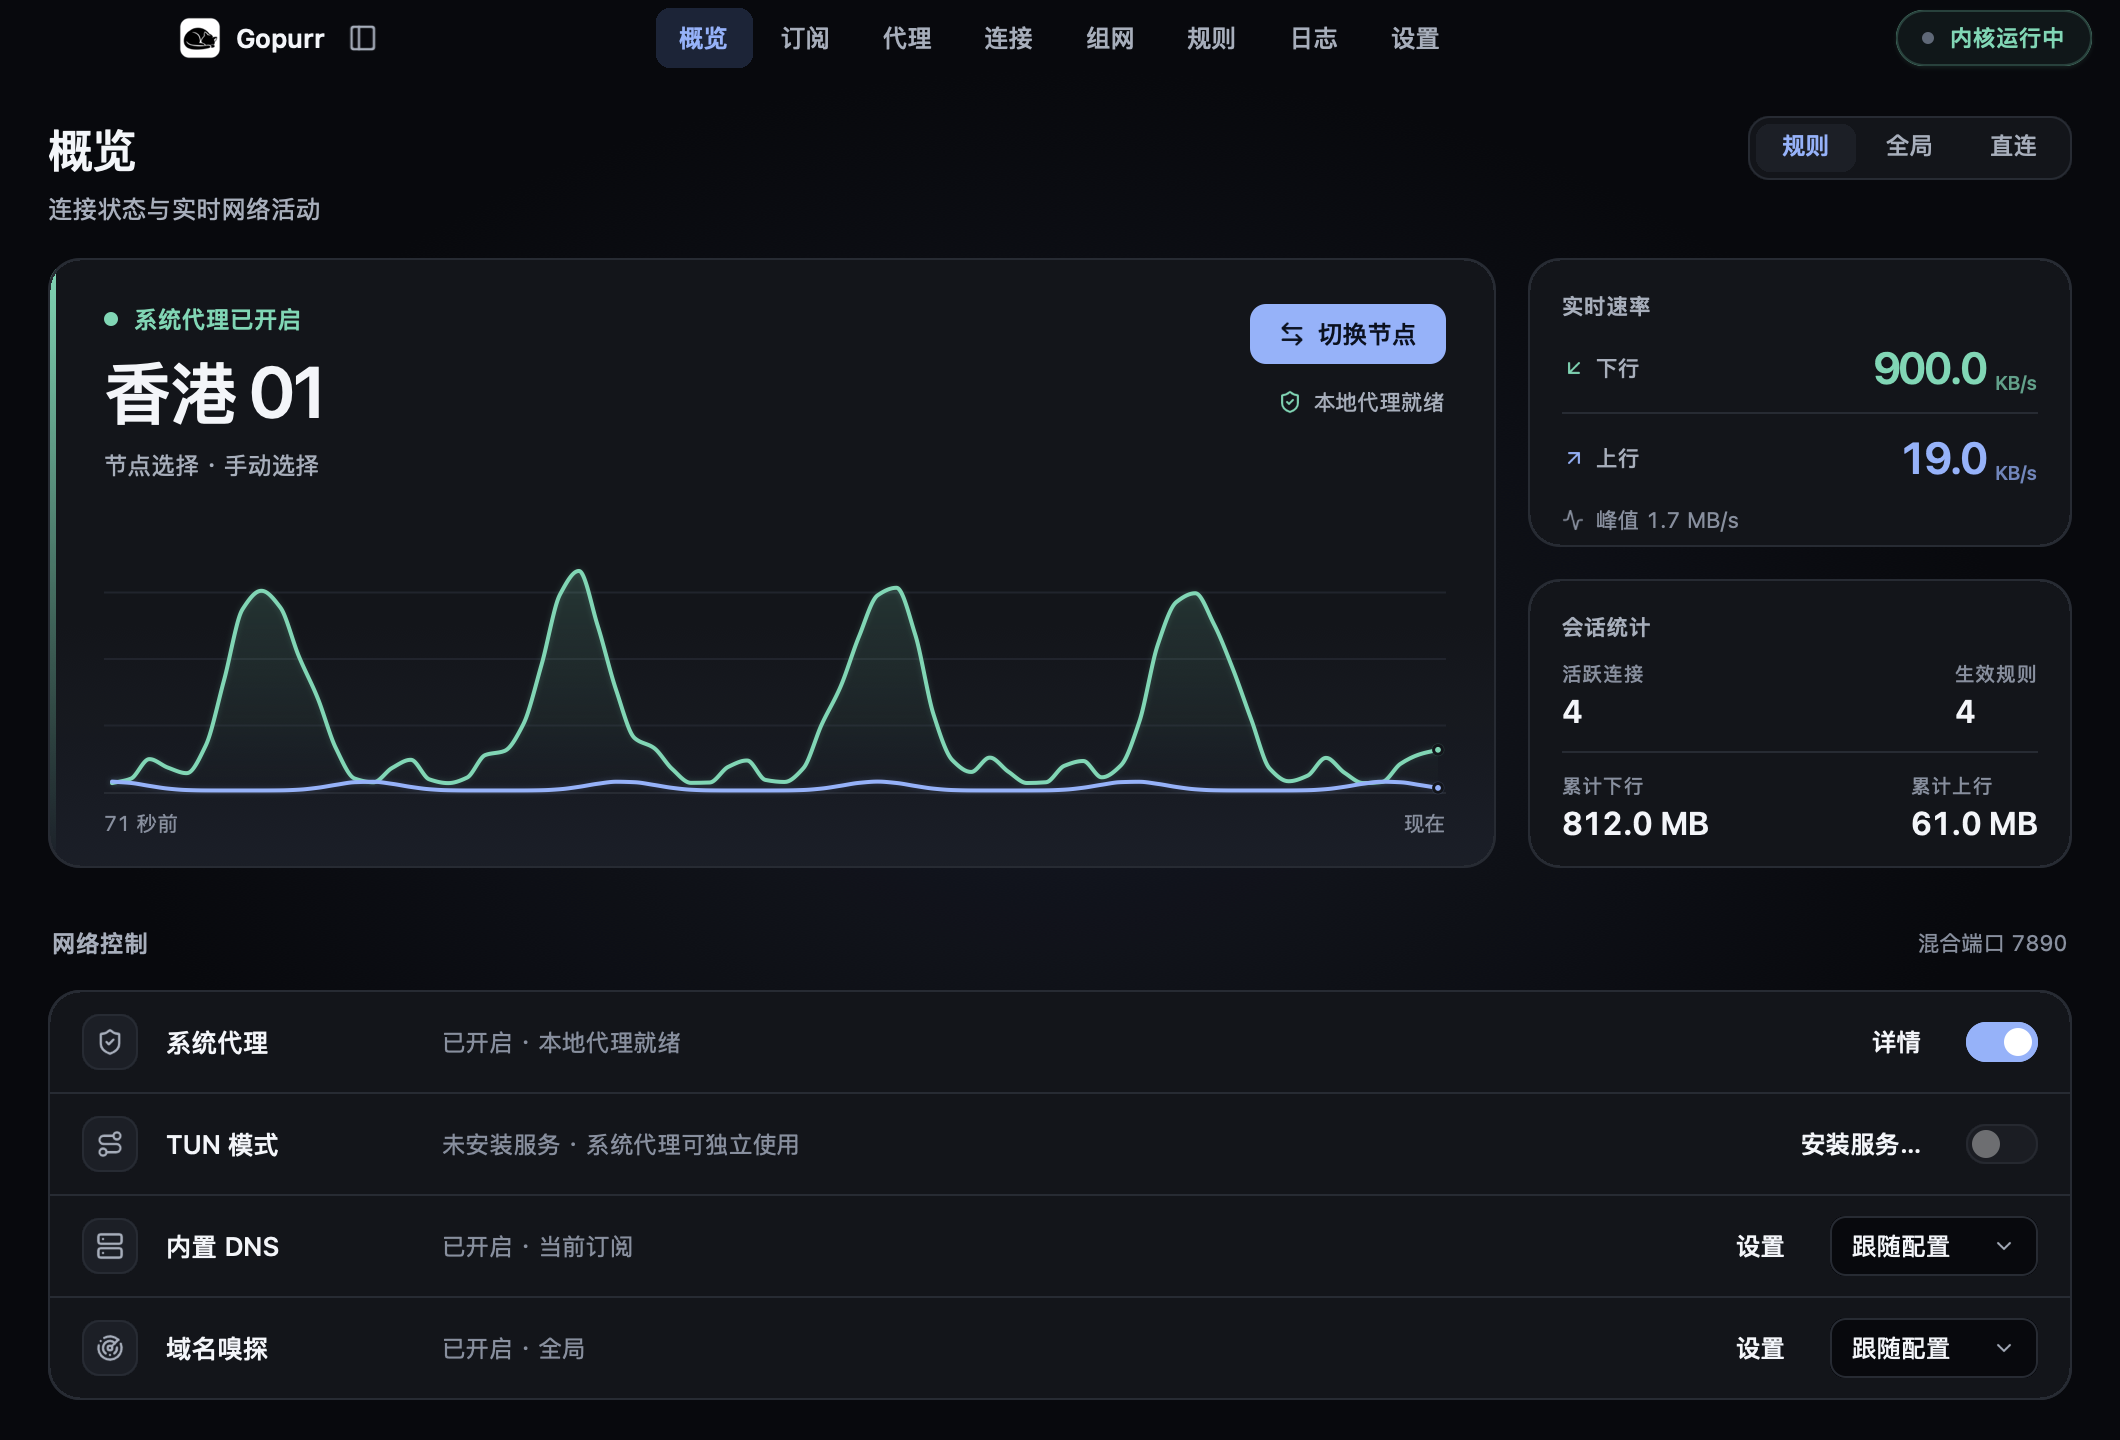 Gopurr
概览 订阅 代理 连接 组网 规则 日志 设置
内核运行中
概览
规则 全局 直连
连接状态与实时网络活动
系统代理已开启
切换节点
香港 01
本地代理就绪
节点选择 · 手动选择
71 秒前
现在
实时速率
下行 900.0 KB/s
上行 19.0 KB/s
峰值 1.7 MB/s
会话统计
活跃连接 生效规则
4 4
累计下行 累计上行
812.0 MB 61.0 MB
网络控制
混合端口 7890
系统代理 已开启 · 本地代理就绪 详情
TUN 模式 未安装服务 · 系统代理可独立使用 安装服务...
内置 DNS 已开启 · 当前订阅 设置 跟随配置
域名嗅探 已开启 · 全局 设置 跟随配置